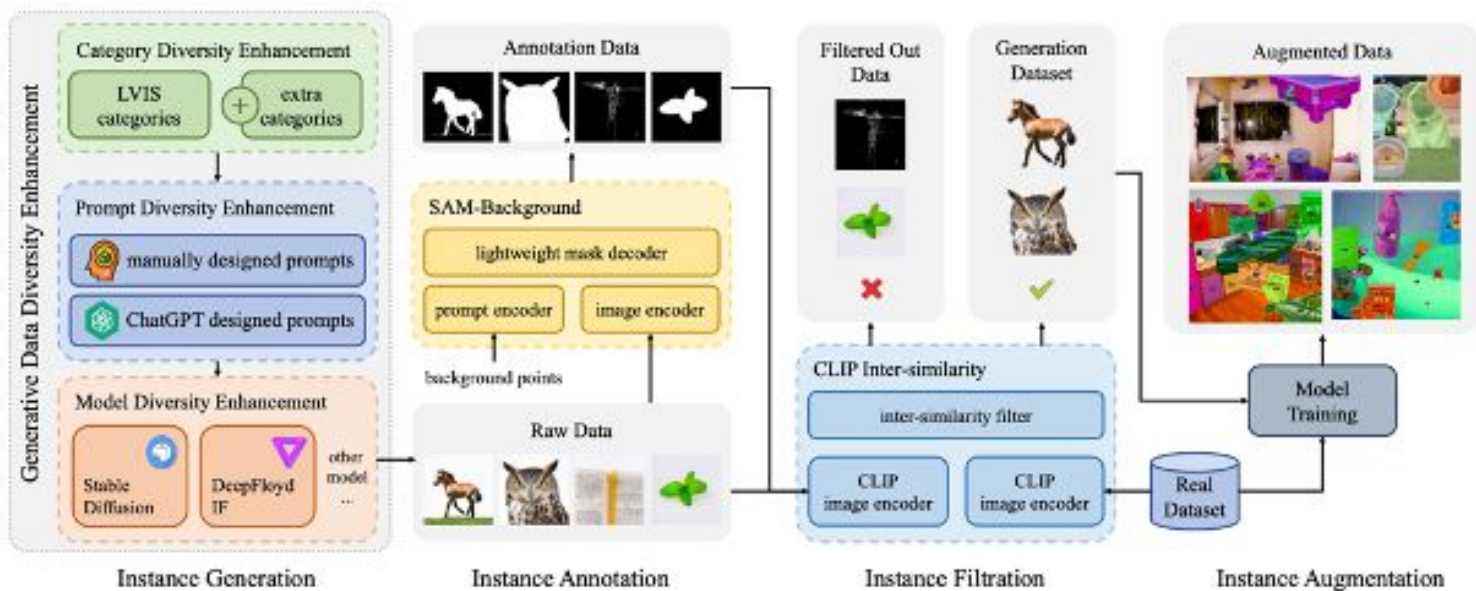 Generative Data Diversity Enhancement
Category Diversity Enhancement
LVIS
categories
+
extra
categories
Prompt Diversity Enhancement
manually designed prompts
ChatGPT designed prompts
Model Diversity Enhancement
Stable
Diffusion
DeepFloyd
IF
other
model
...
Instance Generation
Annotation Data
SAM-Background
lightweight mask decoder
prompt encoder
image encoder
background points
Raw Data
Instance Annotation
Filtered Out
Data
Generation
Dataset
CLIP Inter-similarity
inter-similarity filter
CLIP
image encoder
CLIP
image encoder
Instance Filtration
Augmented Data
Model
Training
Real
Dataset
Instance Augmentation